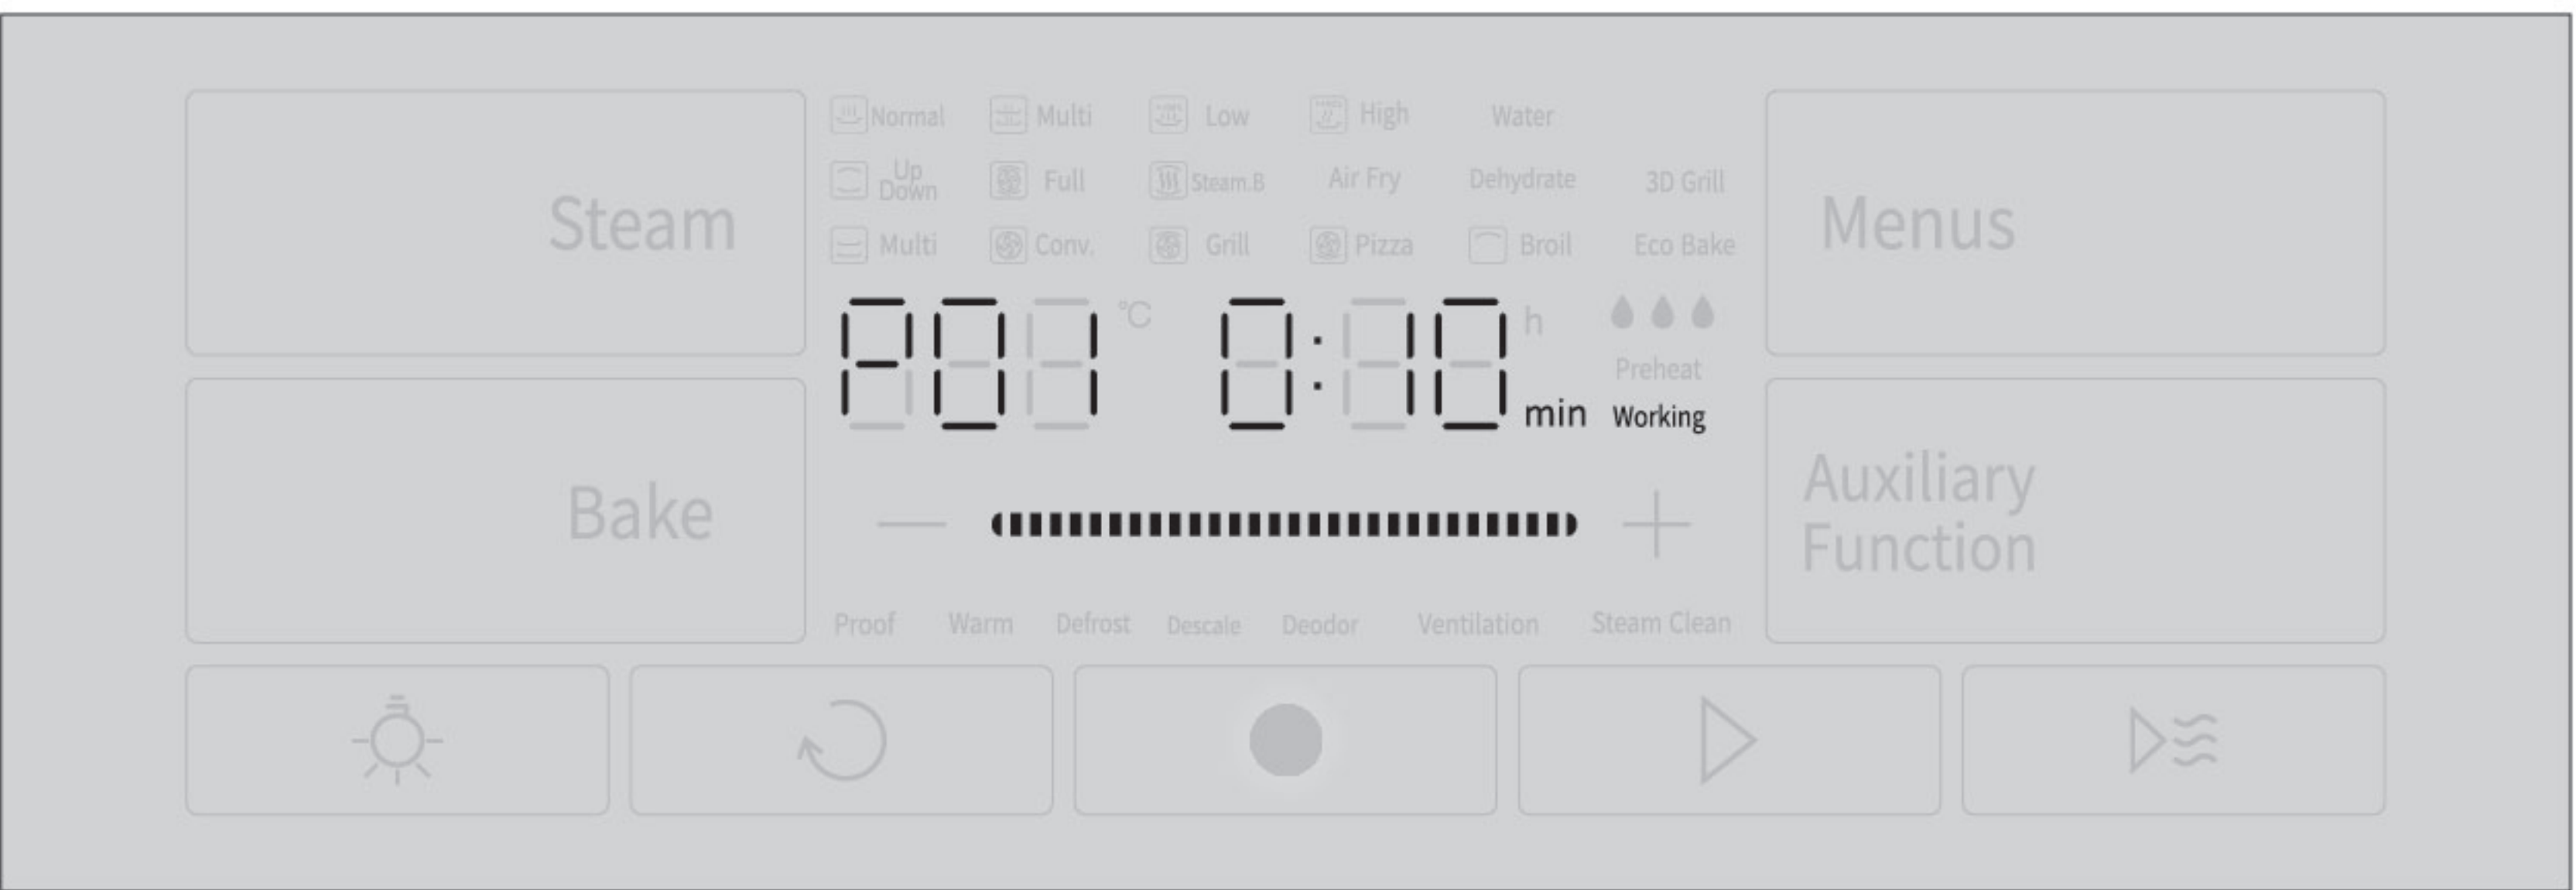 Normal Multi Low High Water
Up Down Full Steam.B Air Fry Dehydrate 3D Grill
Multi Conv. Grill Pizza Broil Eco Bake
Steam
Menus
P01 °C 0:10 h min
Preheat
Working
Bake
Auxiliary
Function
Proof Warm Defrost Descale Deodor Ventilation Steam Clean